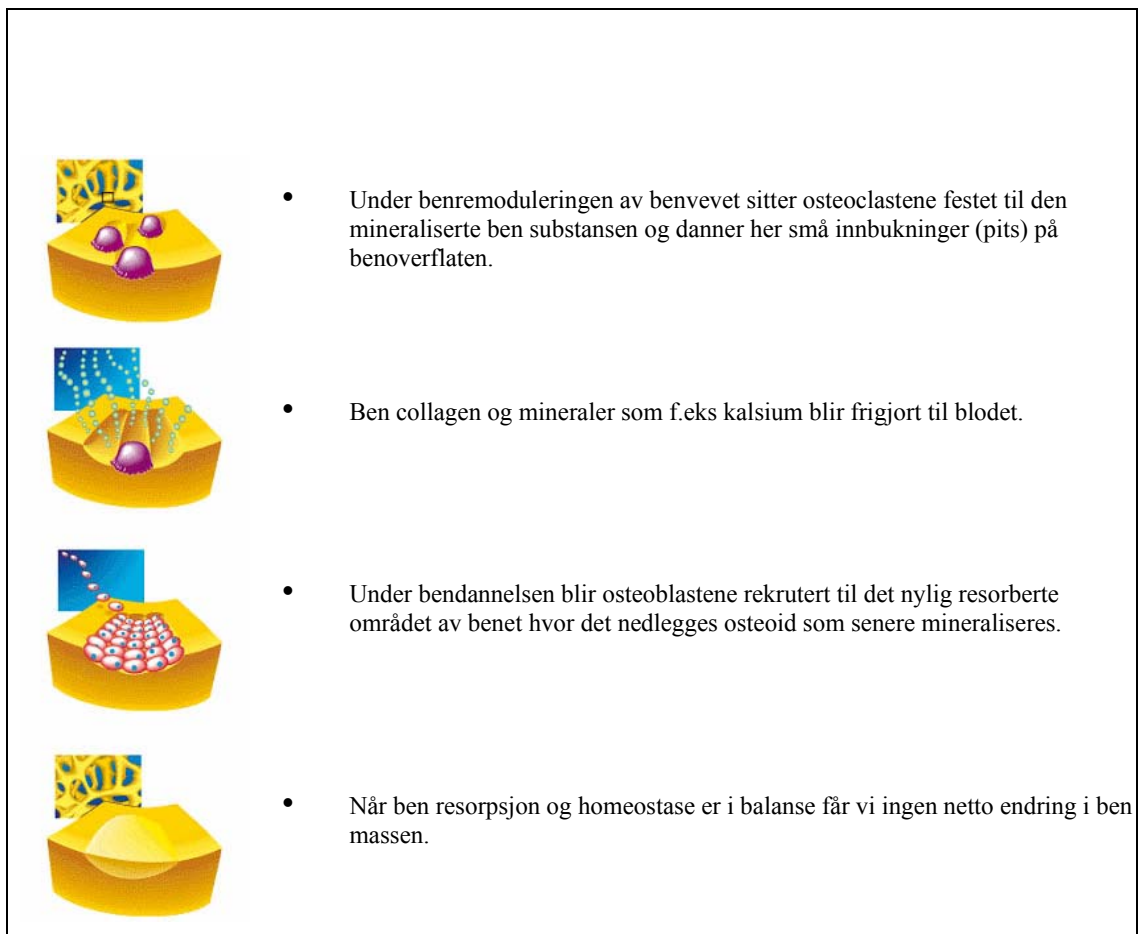 • Under benremoduleringen av benvevet sitter osteoclastene festet til den
mineraliserte ben substansen og danner her små innbukninger (pits) på
benoverflaten.
• Ben collagen og mineraler som f.eks kalsium blir frigjort til blodet.
• Under bendannelsen blir osteoblastene rekrutert til det nylig resorberte
området av benet hvor det nedlegges osteoid som senere mineraliseres.
• Når ben resorpsjon og homeostase er i balanse får vi ingen netto endring i ben
massen.